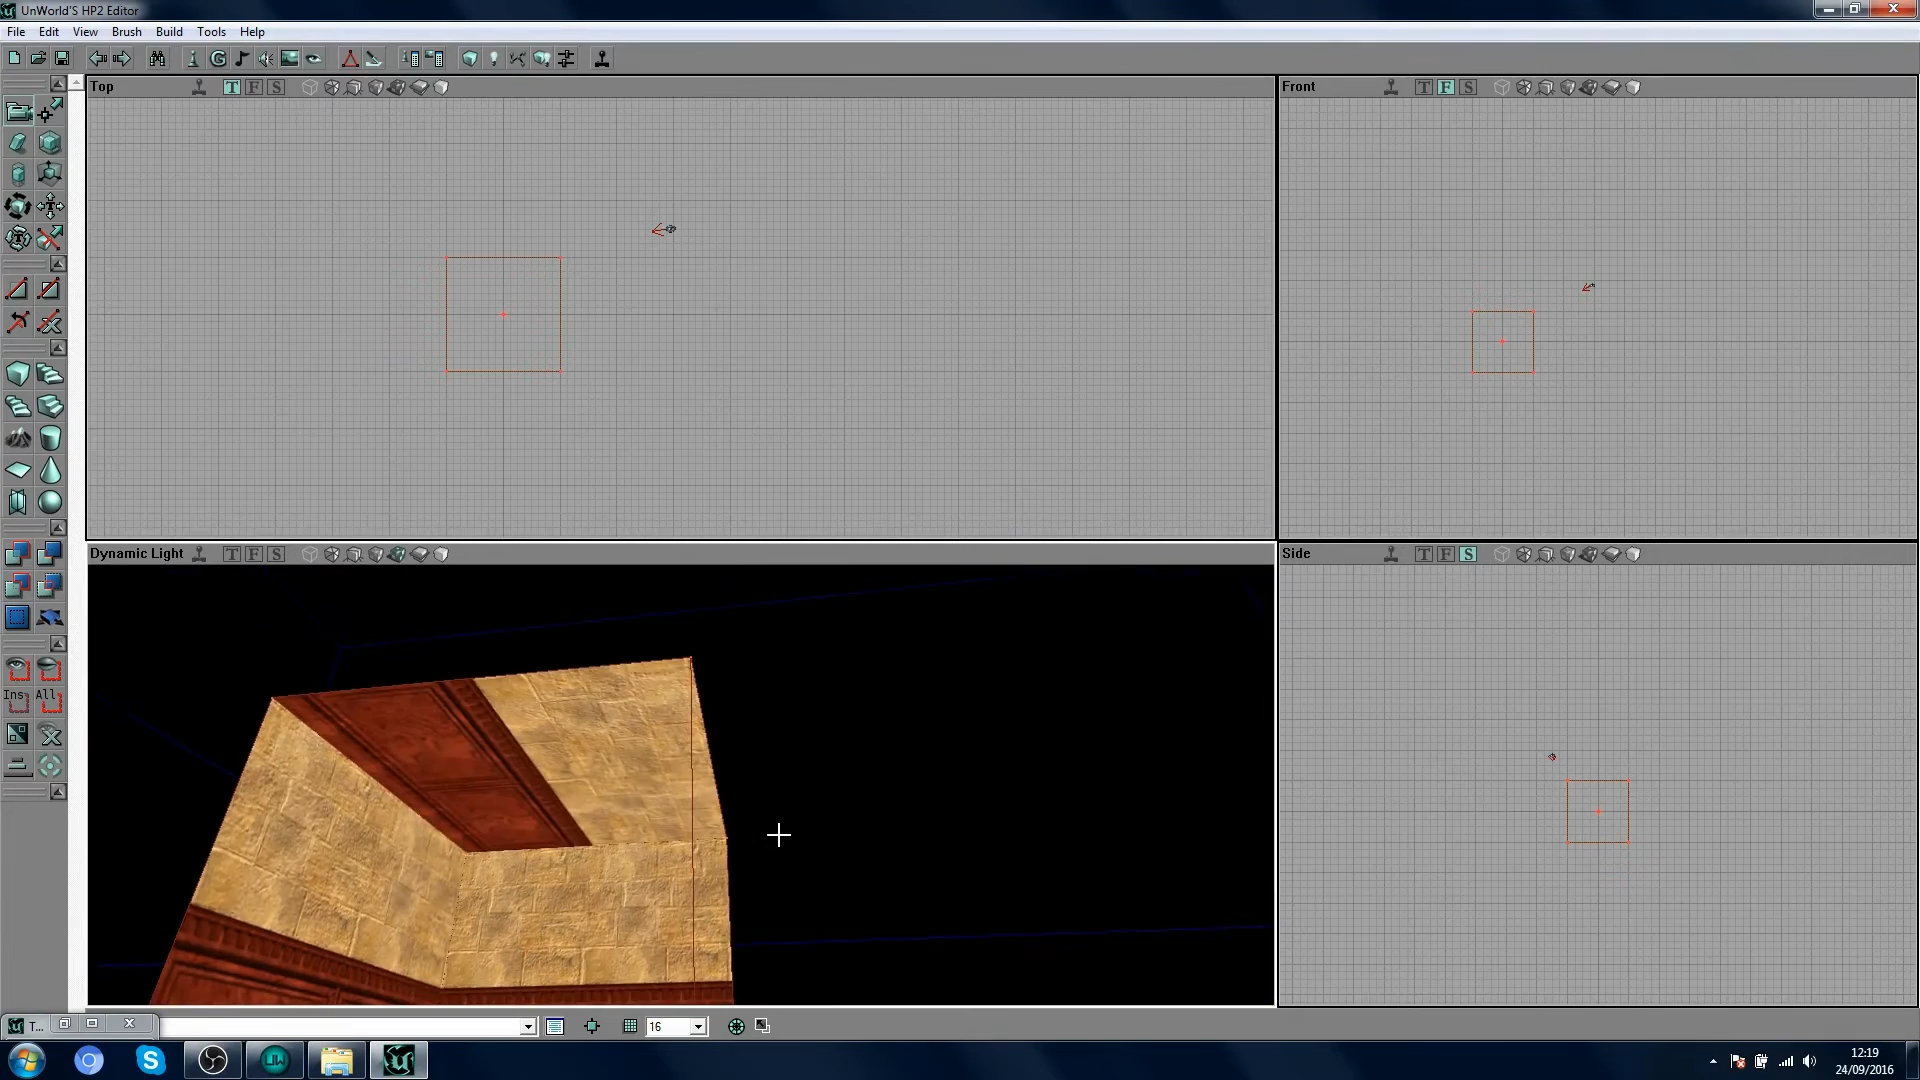 UnWorld'S HP2 Editor
File Edit View Brush Build Tools Help
Top T F S
Front T F S
Dynamic Light T F S
Side T F S
Ins All
T... 16
12:19
24/09/2016